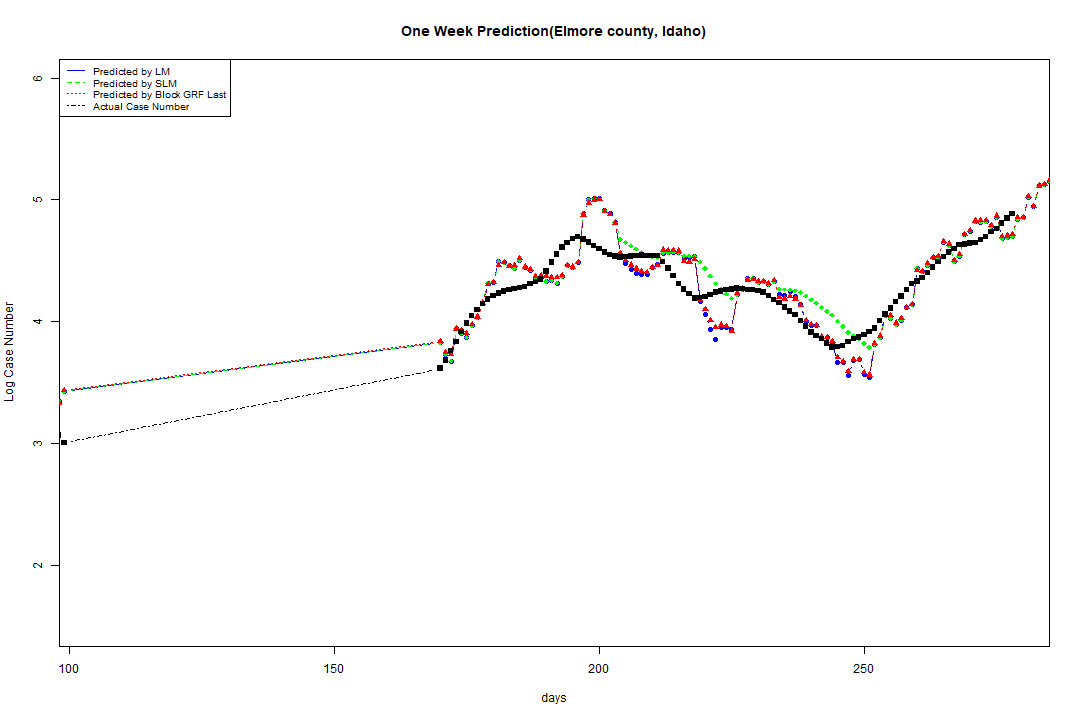 One Week Prediction(Elmore county, Idaho)
Predicted by LM
Predicted by SLM
Predicted by Block GRF Last
Actual Case Number
6
5
4
3
2
Log Case Number
100 150 200 250
days